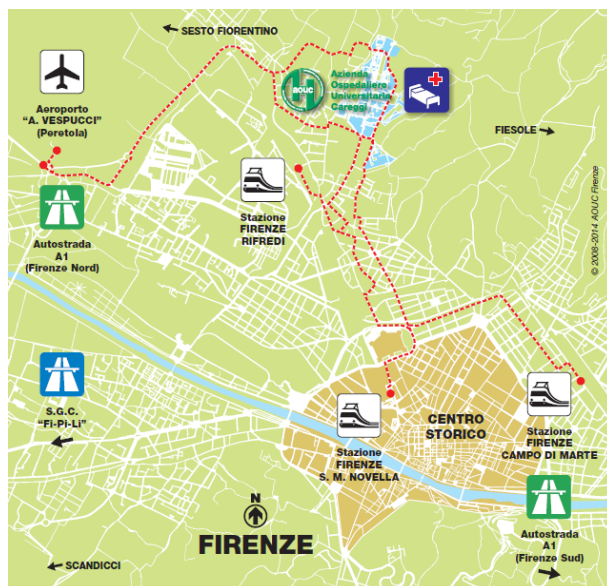 SESTO FIORENTINO
Aeroporto
“A. VESPUCCI”
(Peretola)
AOUC
Azienda
Ospedaliero
Universitaria
Careggi
FIESOLE
Stazione
FIRENZE
RIFREDI
Autostrada
A1
(Firenze Nord)
© 2008-2014 AOUC Firenze
S.G.C.
“Fi-Pi-Li”
CENTRO
STORICO
Stazione
FIRENZE
S. M. NOVELLA
Stazione
FIRENZE
CAMPO DI MARTE
N
FIRENZE
Autostrada
A1
(Firenze Sud)
SCANDICCI